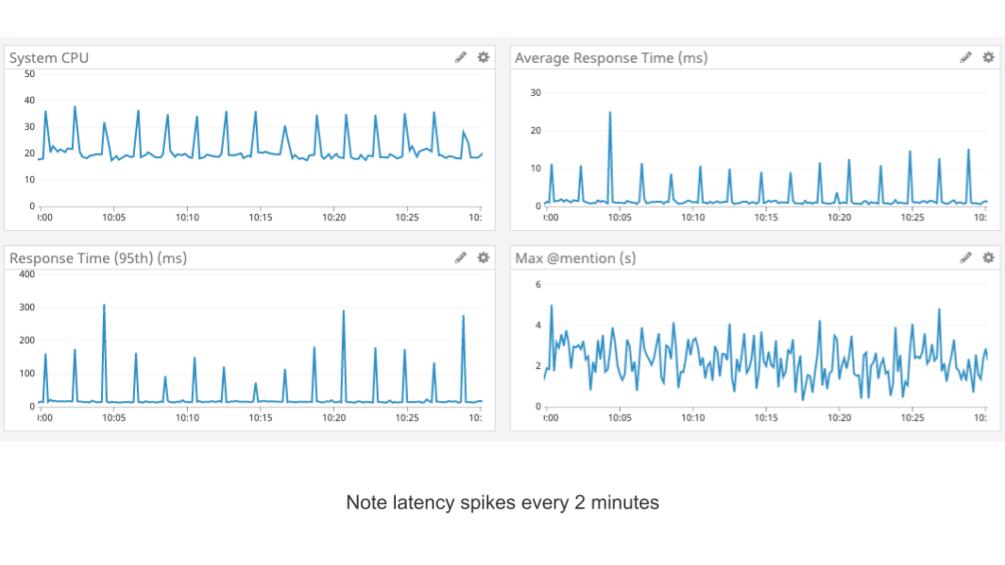 System CPU
50
40
30
20
10
0
:00 10:05 10:10 10:15 10:20 10:25 10:
Average Response Time (ms)
30
20
10
0
:00 10:05 10:10 10:15 10:20 10:25 10:
Response Time (95th) (ms)
400
300
200
100
0
:00 10:05 10:10 10:15 10:20 10:25 10:
Max @mention (s)
6
4
2
0
:00 10:05 10:10 10:15 10:20 10:25 10:
Note latency spikes every 2 minutes